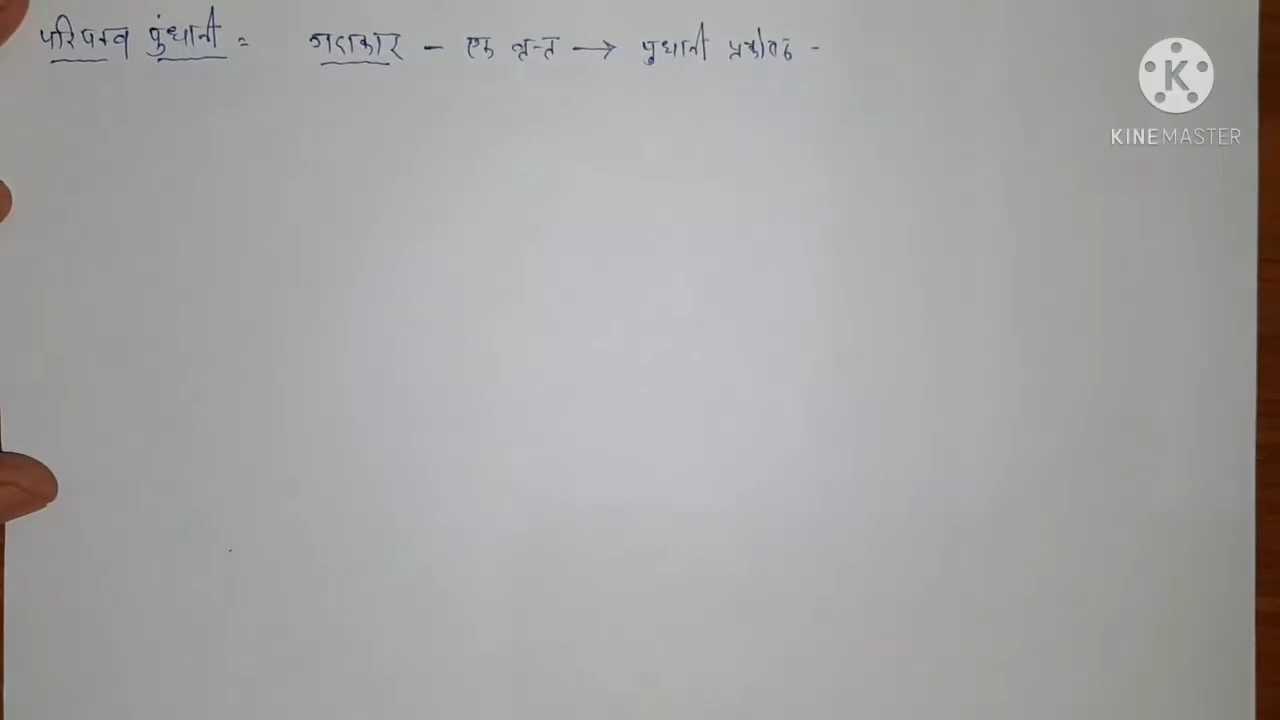 परिपक्व पुंधानी = गदाकार - एक वृन्त → पुधानी प्रकोष्ठ -
K
KINEMASTER